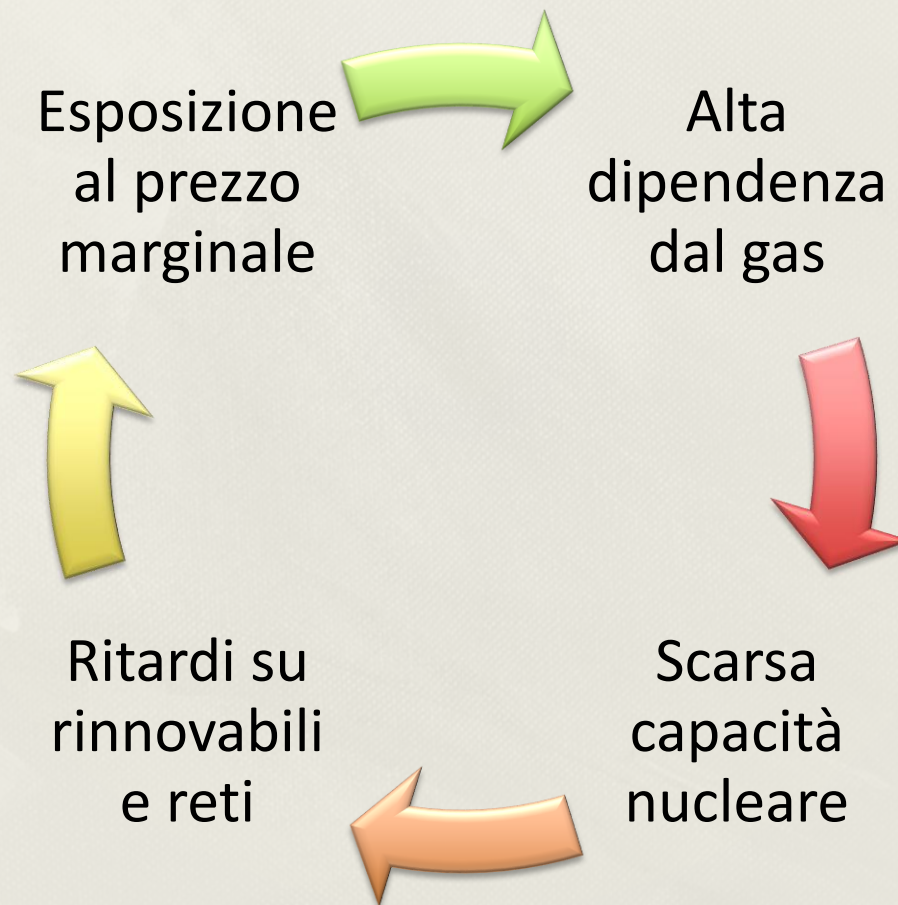 Esposizione
al prezzo
marginale
Alta
dipendenza
dal gas
Scarsa
capacità
nucleare
Ritardi su
rinnovabili
e reti